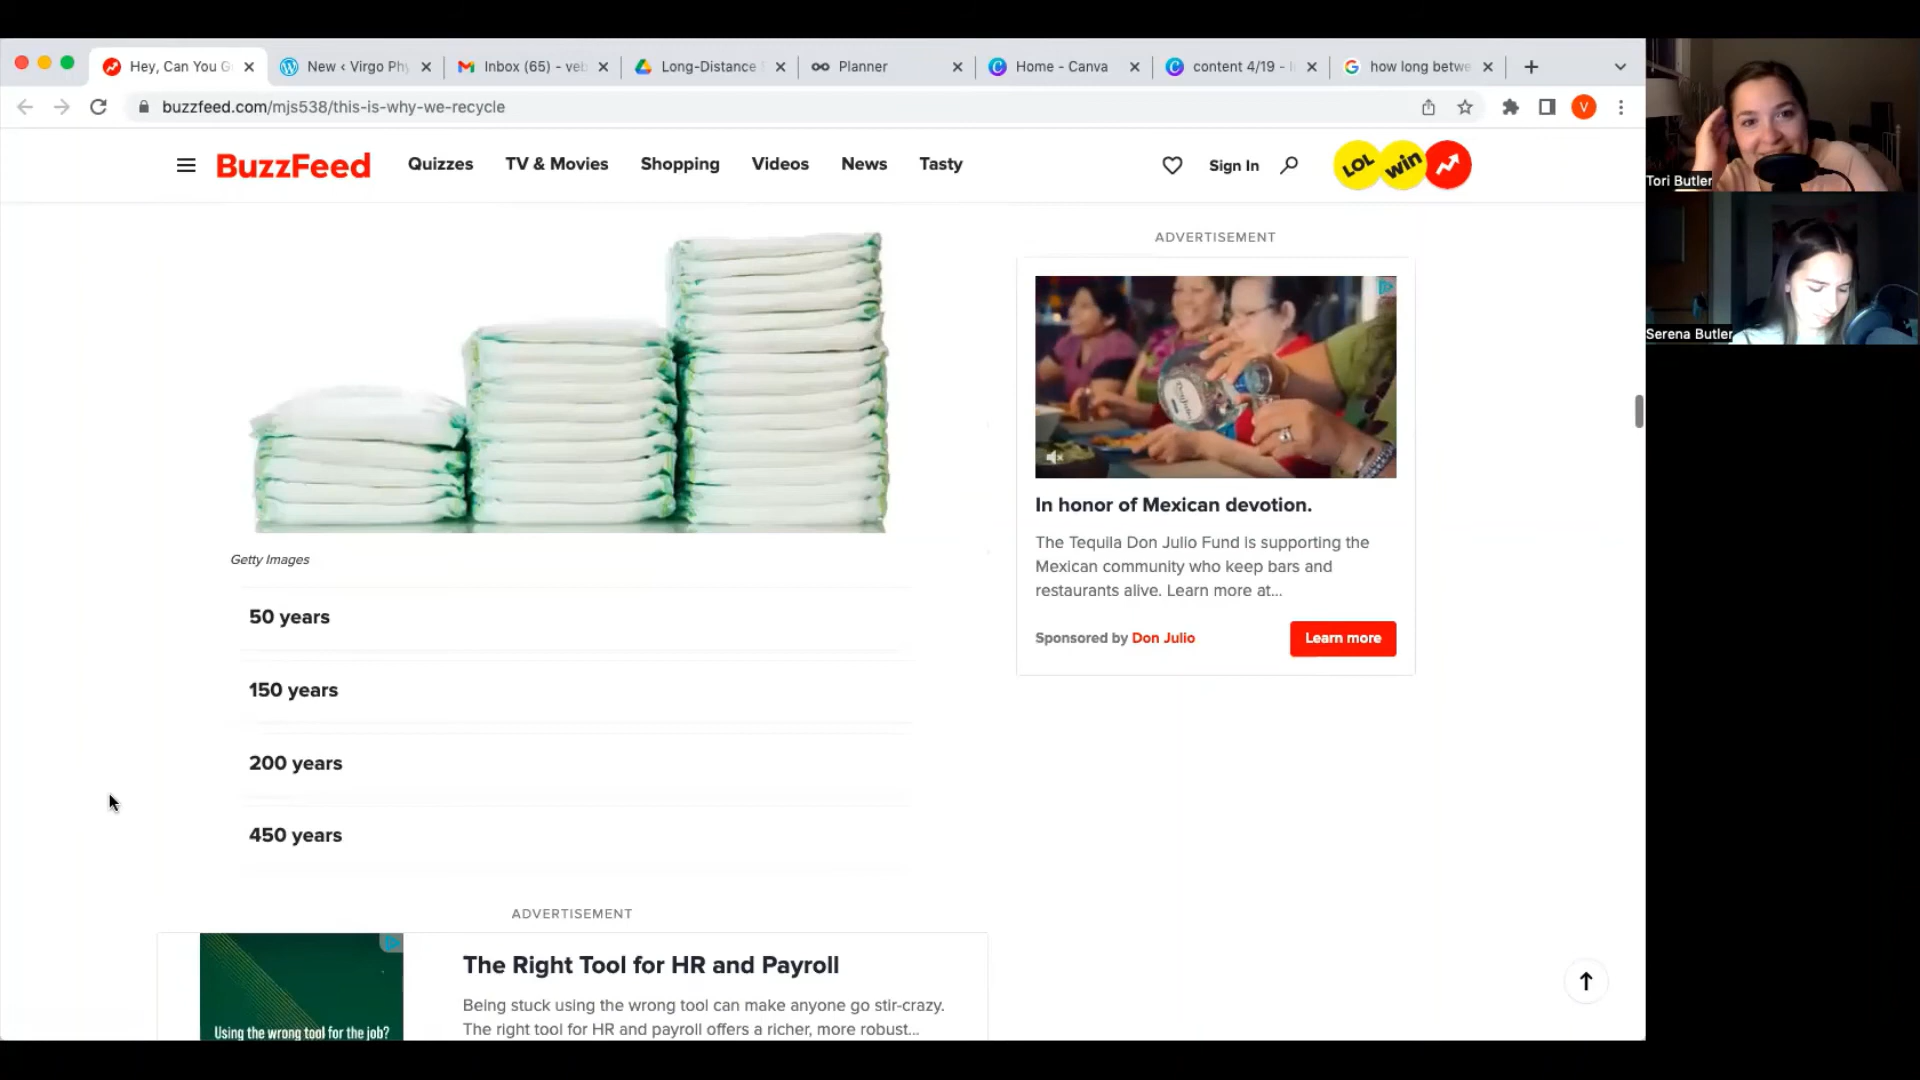 Hey, Can You G
New ‹ Virgo Phy
Inbox (65) - veb
Long-Distance
Planner
Home - Canva
content 4/19 -
how long betwe
buzzfeed.com/mjs538/this-is-why-we-recycle
V
BuzzFeed
Quizzes
TV & Movies
Shopping
Videos
News
Tasty
Sign In
LOL
win
Tori Butler
Serena Butler
Getty Images
50 years
150 years
200 years
450 years
ADVERTISEMENT
In honor of Mexican devotion.
The Tequila Don Julio Fund is supporting the
Mexican community who keep bars and
restaurants alive. Learn more at...
Sponsored by Don Julio
Learn more
ADVERTISEMENT
Using the wrong tool for the job?
The Right Tool for HR and Payroll
Being stuck using the wrong tool can make anyone go stir-crazy.
The right tool for HR and payroll offers a richer, more robust...